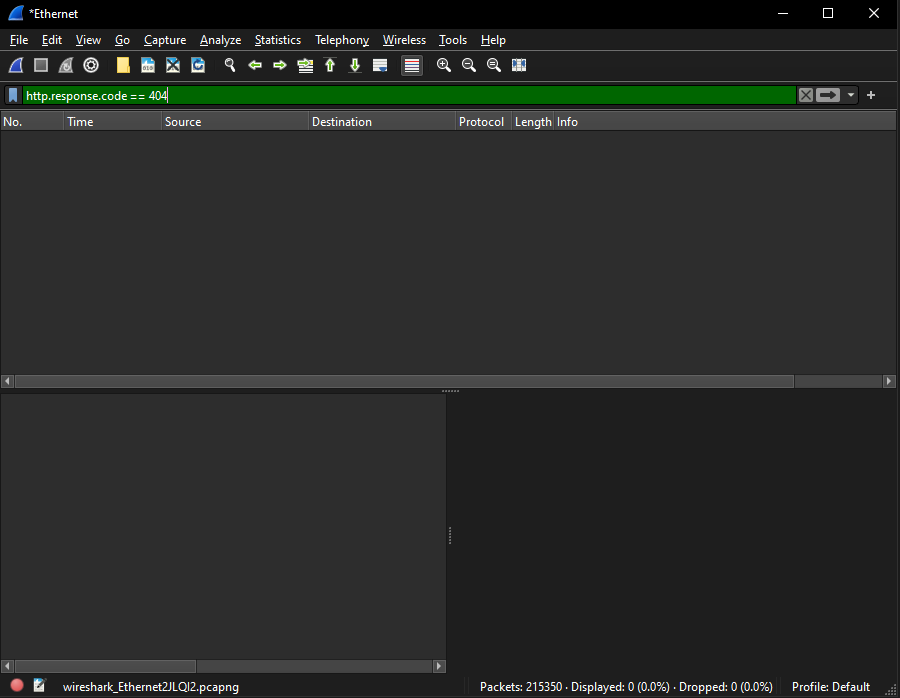 *Ethernet
File Edit View Go Capture Analyze Statistics Telephony Wireless Tools Help
http.response.code == 404
No. Time Source Destination Protocol Length Info
wireshark_Ethernet2JLQI2.pcapng Packets: 215350 · Displayed: 0 (0.0%) · Dropped: 0 (0.0%) Profile: Default